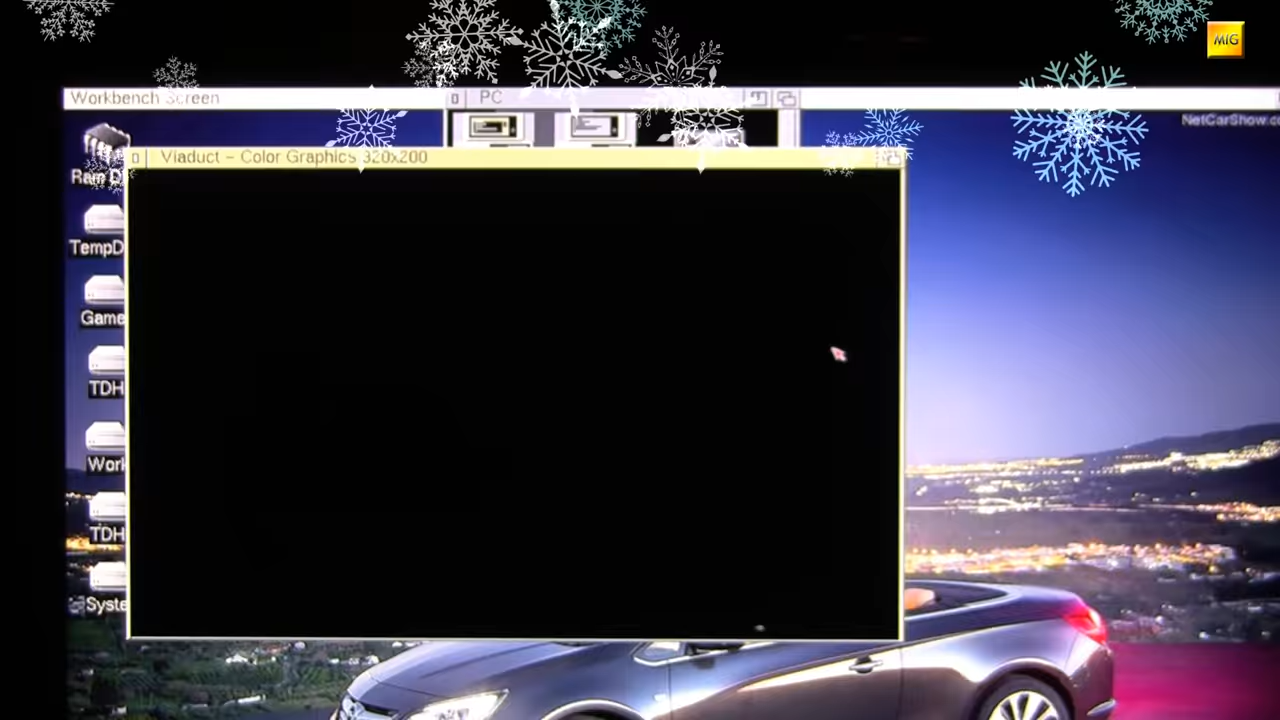 MIG
Workbench Screen
PC
NetCarShow.co
Viaduct - Color Graphics 320x200
Ram D
TempD
Game
TDH
Work
TDH
Syste